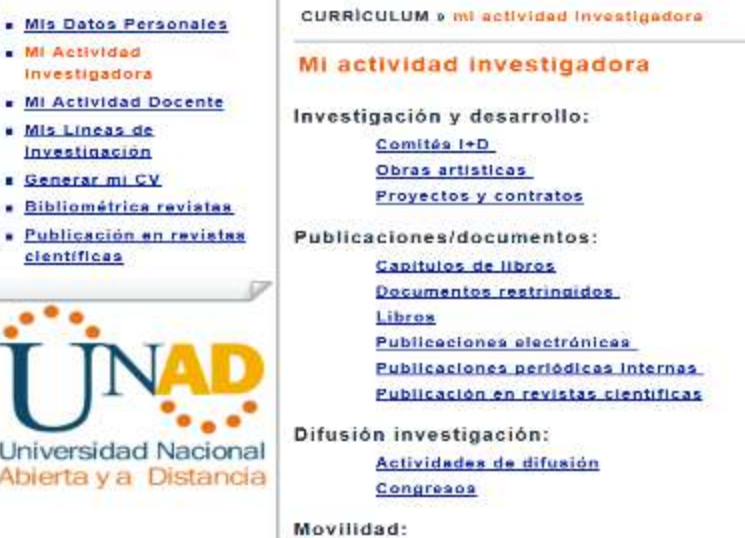 Mis Datos Personales
Mi Actividad
Investigadora
Mi Actividad Docente
Mis Líneas de
Investigación
Generar mi CV
Bibliométrica revistas
Publicación en revistas
científicas
UNAD
Universidad Nacional
Abierta y a Distancia
CURRÍCULUM » mi actividad investigadora
Mi actividad investigadora
Investigación y desarrollo:
Comités I+D
Obras artísticas
Proyectos y contratos
Publicaciones/documentos:
Capítulos de libros
Documentos restringidos
Libros
Publicaciones electrónicas
Publicaciones periódicas internas
Publicación en revistas científicas
Difusión investigación:
Actividades de difusión
Congresos
Movilidad: